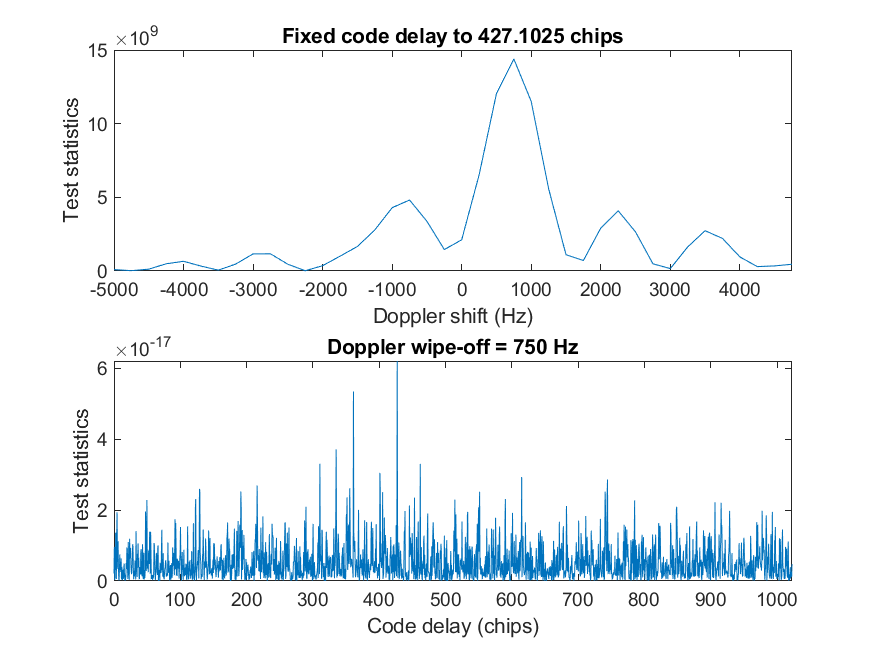 ×10⁹
Fixed code delay to 427.1025 chips
15
10
5
0
Test statistics
-5000 -4000 -3000 -2000 -1000 0 1000 2000 3000 4000
Doppler shift (Hz)
×10⁻¹⁷
Doppler wipe-off = 750 Hz
6
4
2
0
Test statistics
0 100 200 300 400 500 600 700 800 900 1000
Code delay (chips)